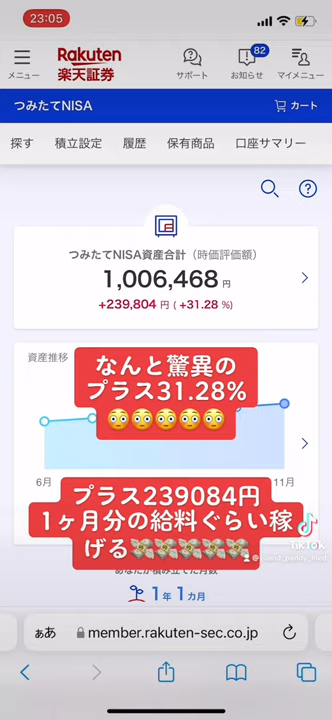 23:05
Rakuten
楽天証券
82
メニュー
サポート
お知らせ
マイメニュー
つみたてNISA
カート
探す 積立設定 履歴 保有商品 口座サマリー
つみたてNISA資産合計（時価評価額）
1,006,468 円
+239,804 円 ( +31.28 %)
資産推移
なんと驚異の
プラス31.28%
😳😳😳😳😳
6月
11月
プラス239084円
1ヶ月分の給料ぐらい稼
げる💸💸💸💸💸
TikTok
あなたが積み立てた月数
1年 1カ月
ぁあ
member.rakuten-sec.co.jp